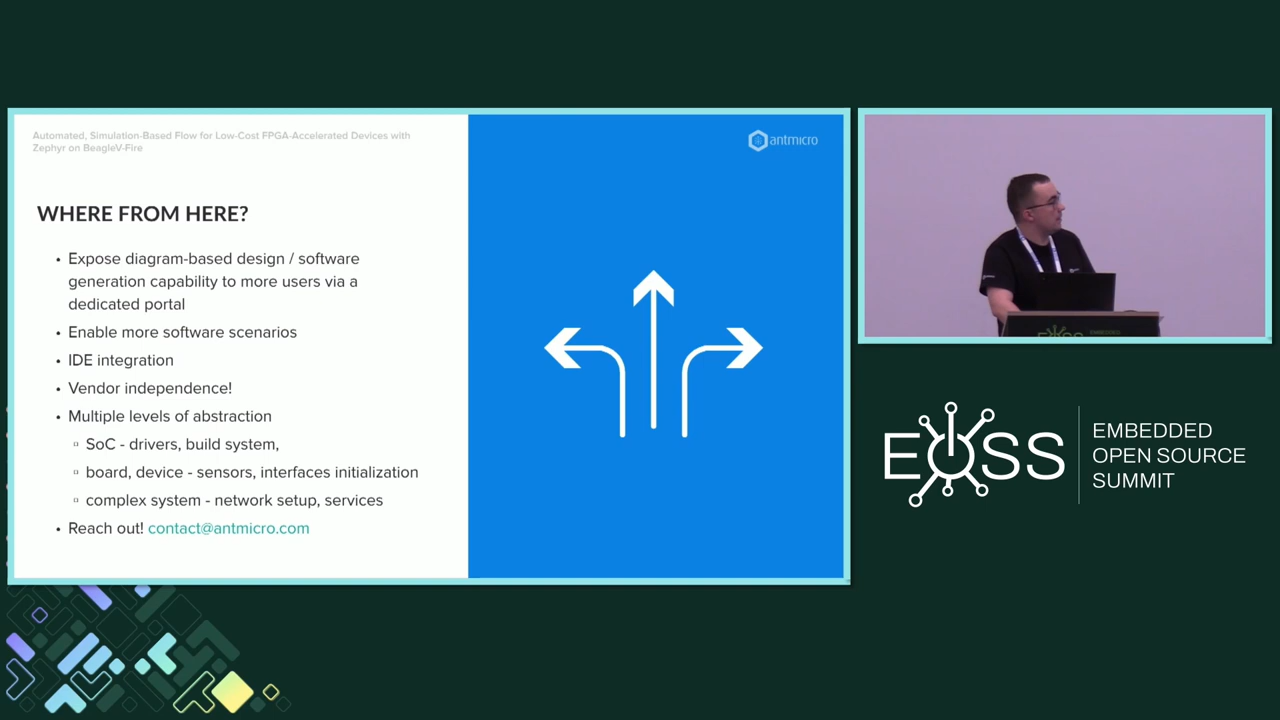 Automated, Simulation-Based Flow for Low-Cost FPGA-Accelerated Devices with
Zephyr on BeagleV-Fire
antmicro
WHERE FROM HERE?
• Expose diagram-based design / software
generation capability to more users via a
dedicated portal
• Enable more software scenarios
• IDE integration
• Vendor independence!
• Multiple levels of abstraction
▫ SoC - drivers, build system,
▫ board, device - sensors, interfaces initialization
▫ complex system - network setup, services
• Reach out! contact@antmicro.com
EOSS
EMBEDDED
OPEN SOURCE
SUMMIT